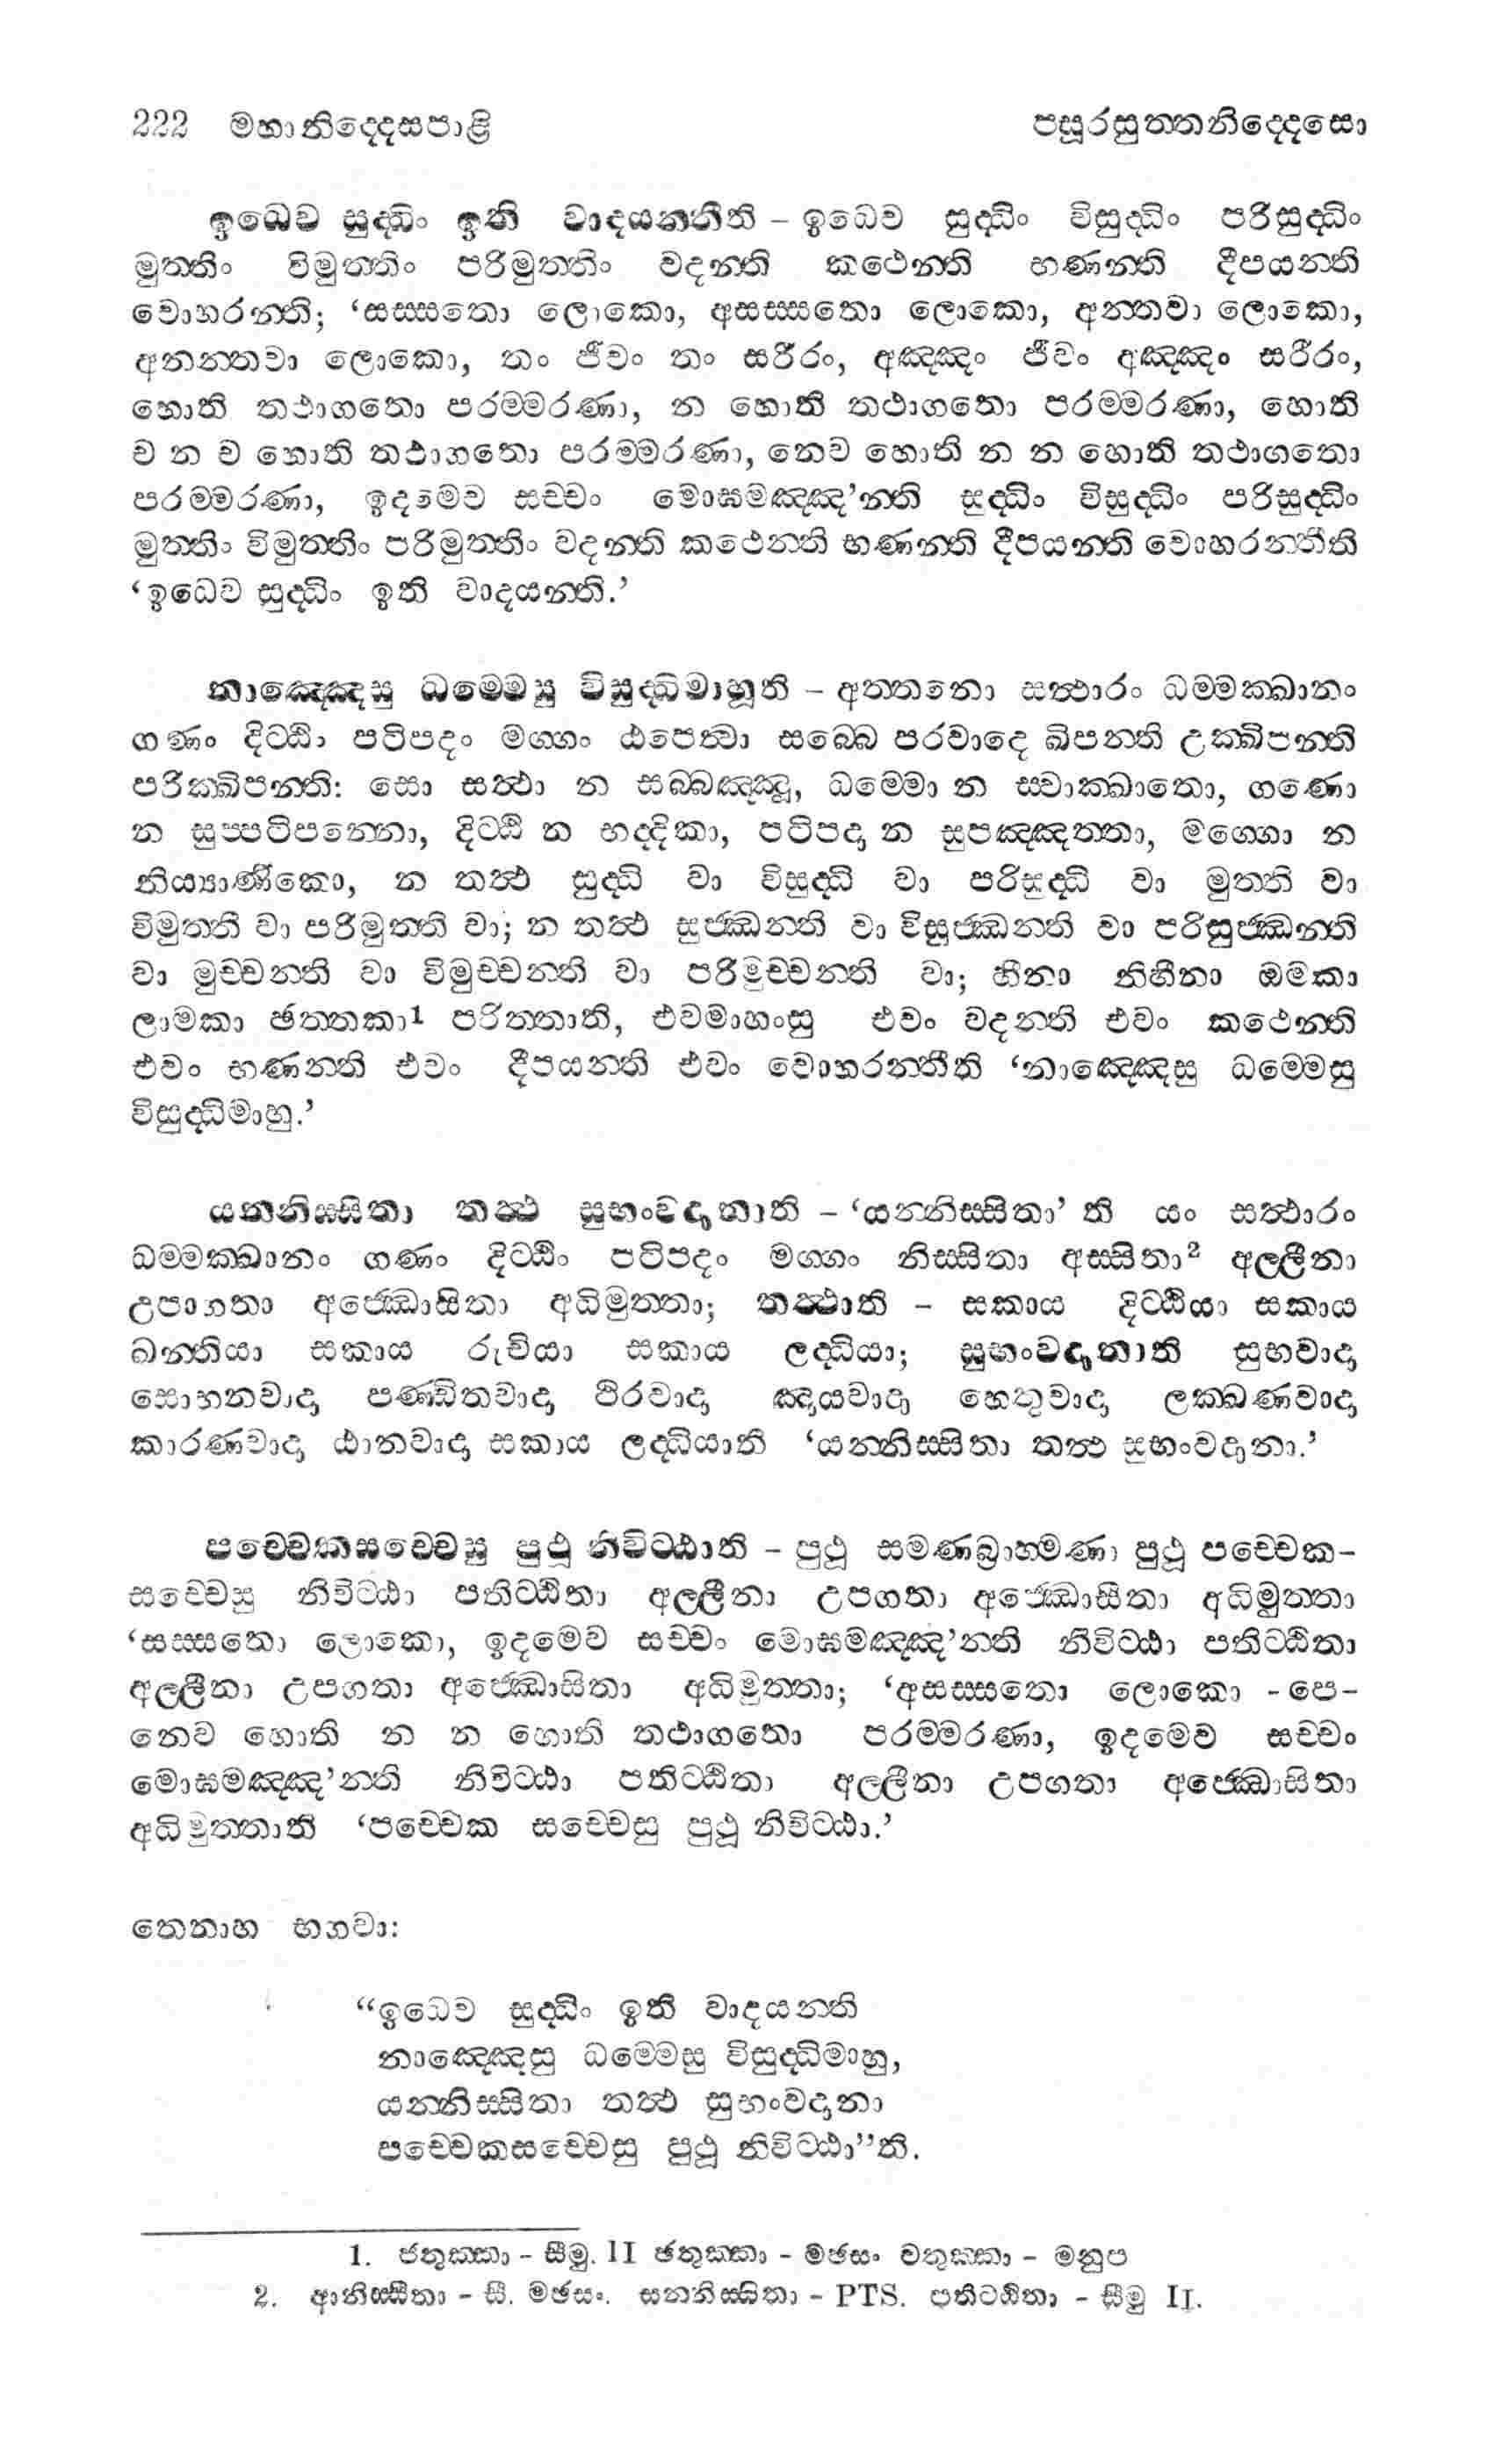 222 මහානිද්දෙසපාළි
පසූරසුත්තනිද්දෙසො
ඉධෙව සුද්ධිං ඉති වාදයන්තීති – ඉධෙව සුද්ධිං විසුද්ධිං පරිසුද්ධිං
මුත්තිං විමුත්තිං පරිමුත්තිං වදන්ති කථෙන්ති භණන්ති දීපයන්ති
වොහරන්ති; ‘සස්සතො ලොකො, අසස්සතො ලොකො, අන්තවා ලොකො,
අනන්තවා ලොකො, තං ජීවං තං සරීරං, අඤ්ඤං ජීවං අඤ්ඤං සරීරං,
හොති තථාගතො පරම්මරණා, න හොති තථාගතො පරම්මරණා, හොති
ච න ච හොති තථාගතො පරම්මරණා, නෙව හොති න න හොති තථාගතො
පරම්මරණා, ඉදමෙව සච්චං මොඝමඤ්ඤ’න්ති සුද්ධිං විසුද්ධිං පරිසුද්ධිං
මුත්තිං විමුත්තිං පරිමුත්තිං වදන්ති කථෙන්ති භණන්ති දීපයන්ති වොහරන්තීති
‘ඉධෙව සුද්ධිං ඉති වාදයන්ති.’
නාඤ්ඤෙසු ධම්මෙසු විසුද්ධිමාහූති – අත්තනො සත්ථාරං ධම්මක්ඛානං
ගණං දිට්ඨිං පටිපදං මග්ගං ඨපෙත්වා සබ්බෙ පරවාදෙ ඛිපන්ති උක්ඛිපන්ති
පරික්ඛිපන්ති: සො සත්ථා න සබ්බඤ්ඤූ, ධම්මො න ස්වාක්ඛාතො, ගණො
න සුප්පටිපන්නො, දිට්ඨි න භද්දිකා, පටිපදා න සුපඤ්ඤත්තා, මග්ගො න
නිය්‍යාණිකො, න තත්ථ සුද්ධි වා විසුද්ධි වා පරිසුද්ධි වා මුත්ති වා
විමුත්ති වා පරිමුත්ති වා; න තත්ථ සුජ්ඣන්ති වා විසුජ්ඣන්ති වා පරිසුජ්ඣන්ති
වා මුච්චන්ති වා විමුච්චන්ති වා පරිමුච්චන්ති වා; හීනා නිහීනා ඔමකා
ලාමකා ඡත්තකා1 පරිත්තාති, එවමාහංසු එවං වදන්ති එවං කථෙන්ති
එවං භණන්ති එවං දීපයන්ති එවං වොහරන්තීති ‘නාඤ්ඤෙසු ධම්මෙසු
විසුද්ධිමාහු.’
යන්නිස්සිතා තත්ථ සුභංවදානාති – ‘යන්නිස්සිතා’ ති යං සත්ථාරං
ධම්මක්ඛානං ගණං දිට්ඨිං පටිපදං මග්ගං නිස්සිතා අස්සිතා2 අල්ලීනා
උපාගතා අජ්ඣොසිතා අධිමුත්තා; තත්ථාති – සකාය දිට්ඨියා සකාය
ඛන්තියා සකාය රුචියා සකාය ලද්ධියා; සුභංවදානාති සුභවාදා
සොභනවාදා පණ්ඩිතවාදා ථිරවාදා ඤායවාදා හෙතුවාදා ලක්ඛණවාදා
කාරණවාදා ඨානවාදා සකාය ලද්ධියාති ‘යන්නිස්සිතා තත්ථ සුභංවදානා.’
පච්චෙකසච්චෙසු පුථූ නිවිට්ඨාති – පුථූ සමණබ්‍රාහ්මණා පුථූ පච්චෙක-
සච්චෙසු නිවිට්ඨා පතිට්ඨිතා අල්ලීනා උපගතා අජ්ඣොසිතා අධිමුත්තා
‘සස්සතො ලොකො, ඉදමෙව සච්චං මොඝමඤ්ඤ’න්ති නිවිට්ඨා පතිට්ඨිතා
අල්ලීනා උපගතා අජ්ඣොසිතා අධිමුත්තා; ‘අසස්සතො ලොකො -පෙ-
නෙව හොති න න හොති තථාගතො පරම්මරණා, ඉදමෙව සච්චං
මොඝමඤ්ඤ’න්ති නිවිට්ඨා පතිට්ඨිතා අල්ලීනා උපගතා අජ්ඣොසිතා
අධිමුත්තාති ‘පච්චෙක සච්චෙසු පුථූ නිවිට්ඨා.’
තෙනාහ භගවා:
“ඉධෙව සුද්ධිං ඉති වාදයන්ති
නාඤ්ඤෙසු ධම්මෙසු විසුද්ධිමාහු,
යන්නිස්සිතා තත්ථ සුභංවදානා
පච්චෙකසච්චෙසු පුථූ නිවිට්ඨා”ති.
1. ජතුක්කා – සීමු. II ඡතුක්කා – මඡසං චතුක්කා – මනුප
2. ආනිස්සිතා – සී. මඡසං. සන්නිස්සිතා – PTS. පතිට්ඨිතා – සීමු II.